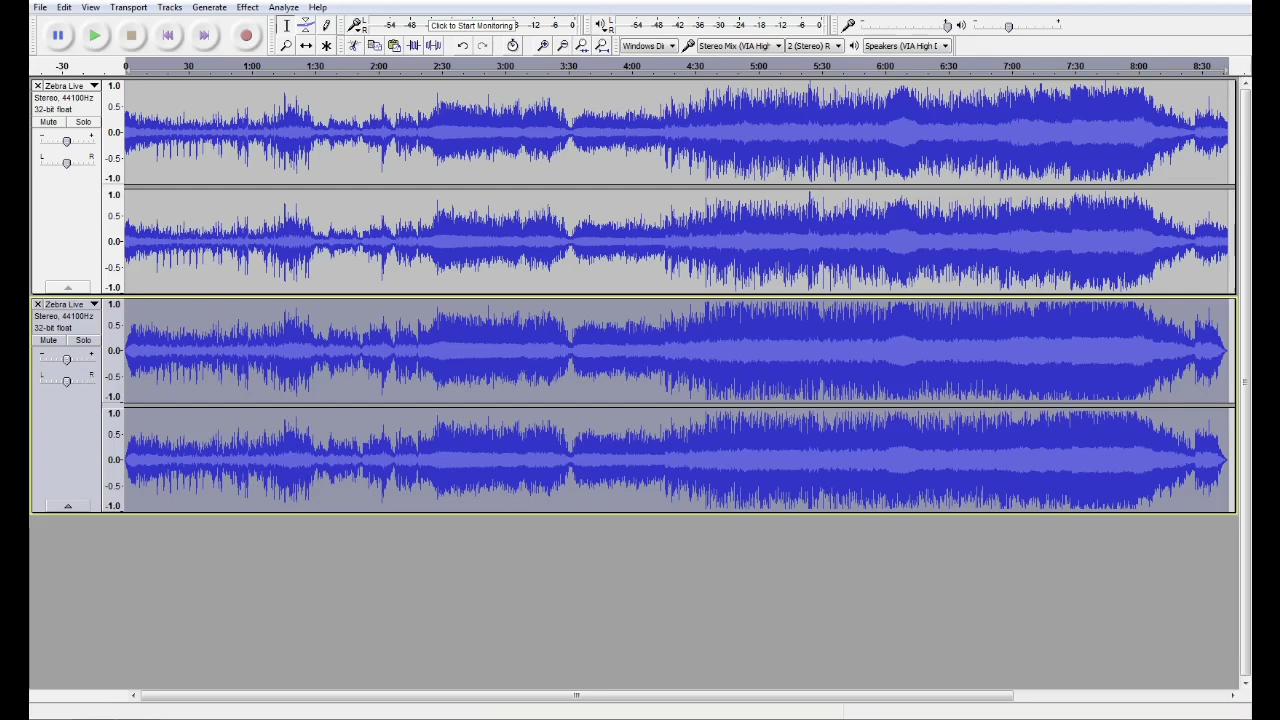 File Edit View Transport Tracks Generate Effect Analyze Help
L R -54 -48 Click to Start Monitoring -12 -6 0 L R -54 -48 -42 -36 -30 -24 -18 -12 -6 0 - + - +
Stereo Mix (VIA High 2 (Stereo) R Speakers (VIA High D
-30 0 30 1:00 1:30 2:00 2:30 3:00 3:30 4:00 4:30 5:00 5:30 6:00 6:30 7:00 7:30 8:00 8:30
Zebra Live 1.0
Stereo, 44100Hz 0.5
32-bit float
Mute Solo 0.0
- +
L R -0.5
-1.0
1.0
0.5
0.0
-0.5
-1.0
Zebra Live 1.0
Stereo, 44100Hz 0.5
32-bit float
Mute Solo 0.0
- +
L R -0.5
-1.0
1.0
0.5
0.0
-0.5
-1.0